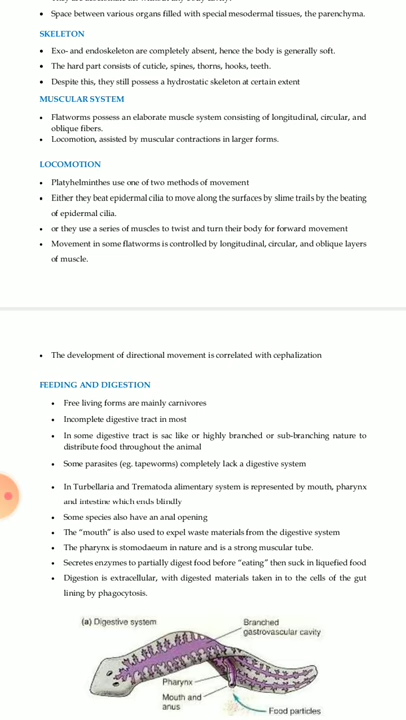 • Space between various organs filled with special mesodermal tissues, the parenchyma.
SKELETON
• Exo- and endoskeleton are completely absent, hence the body is generally soft.
• The hard part consists of cuticle, spines, thorns, hooks, teeth.
• Despite this, they still possess a hydrostatic skeleton at certain extent
MUSCULAR SYSTEM
• Flatworms possess an elaborate muscle system consisting of longitudinal, circular, and
oblique fibers.
• Locomotion, assisted by muscular contractions in larger forms.
LOCOMOTION
• Platyhelminthes use one of two methods of movement
• Either they beat epidermal cilia to move along the surfaces by slime trails by the beating
of epidermal cilia.
• or they use a series of muscles to twist and turn their body for forward movement
• Movement in some flatworms is controlled by longitudinal, circular, and oblique layers
of muscle.
• The development of directional movement is correlated with cephalization
FEEDING AND DIGESTION
• Free living forms are mainly carnivores
• Incomplete digestive tract in most
• In some digestive tract is sac like or highly branched or sub-branching nature to
distribute food throughout the animal
• Some parasites (eg. tapeworms) completely lack a digestive system
• In Turbellaria and Trematoda alimentary system is represented by mouth, pharynx
and intestine which ends blindly
• Some species also have an anal opening
• The “mouth” is also used to expel waste materials from the digestive system
• The pharynx is stomodaeum in nature and is a strong muscular tube.
• Secretes enzymes to partially digest food before “eating” then suck in liquefied food
• Digestion is extracellular, with digested materials taken in to the cells of the gut
lining by phagocytosis.
(a) Digestive system
Branched
gastrovascular cavity
Pharynx
Mouth and
anus
Food particles